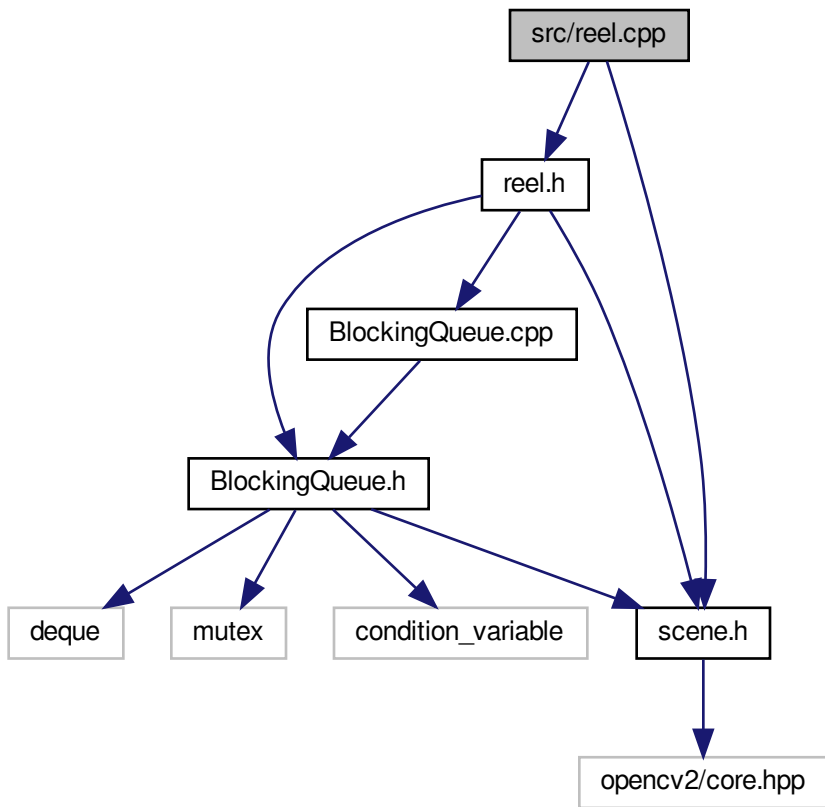 src/reel.cpp
reel.h
BlockingQueue.cpp
BlockingQueue.h
deque
mutex
condition_variable
scene.h
opencv2/core.hpp